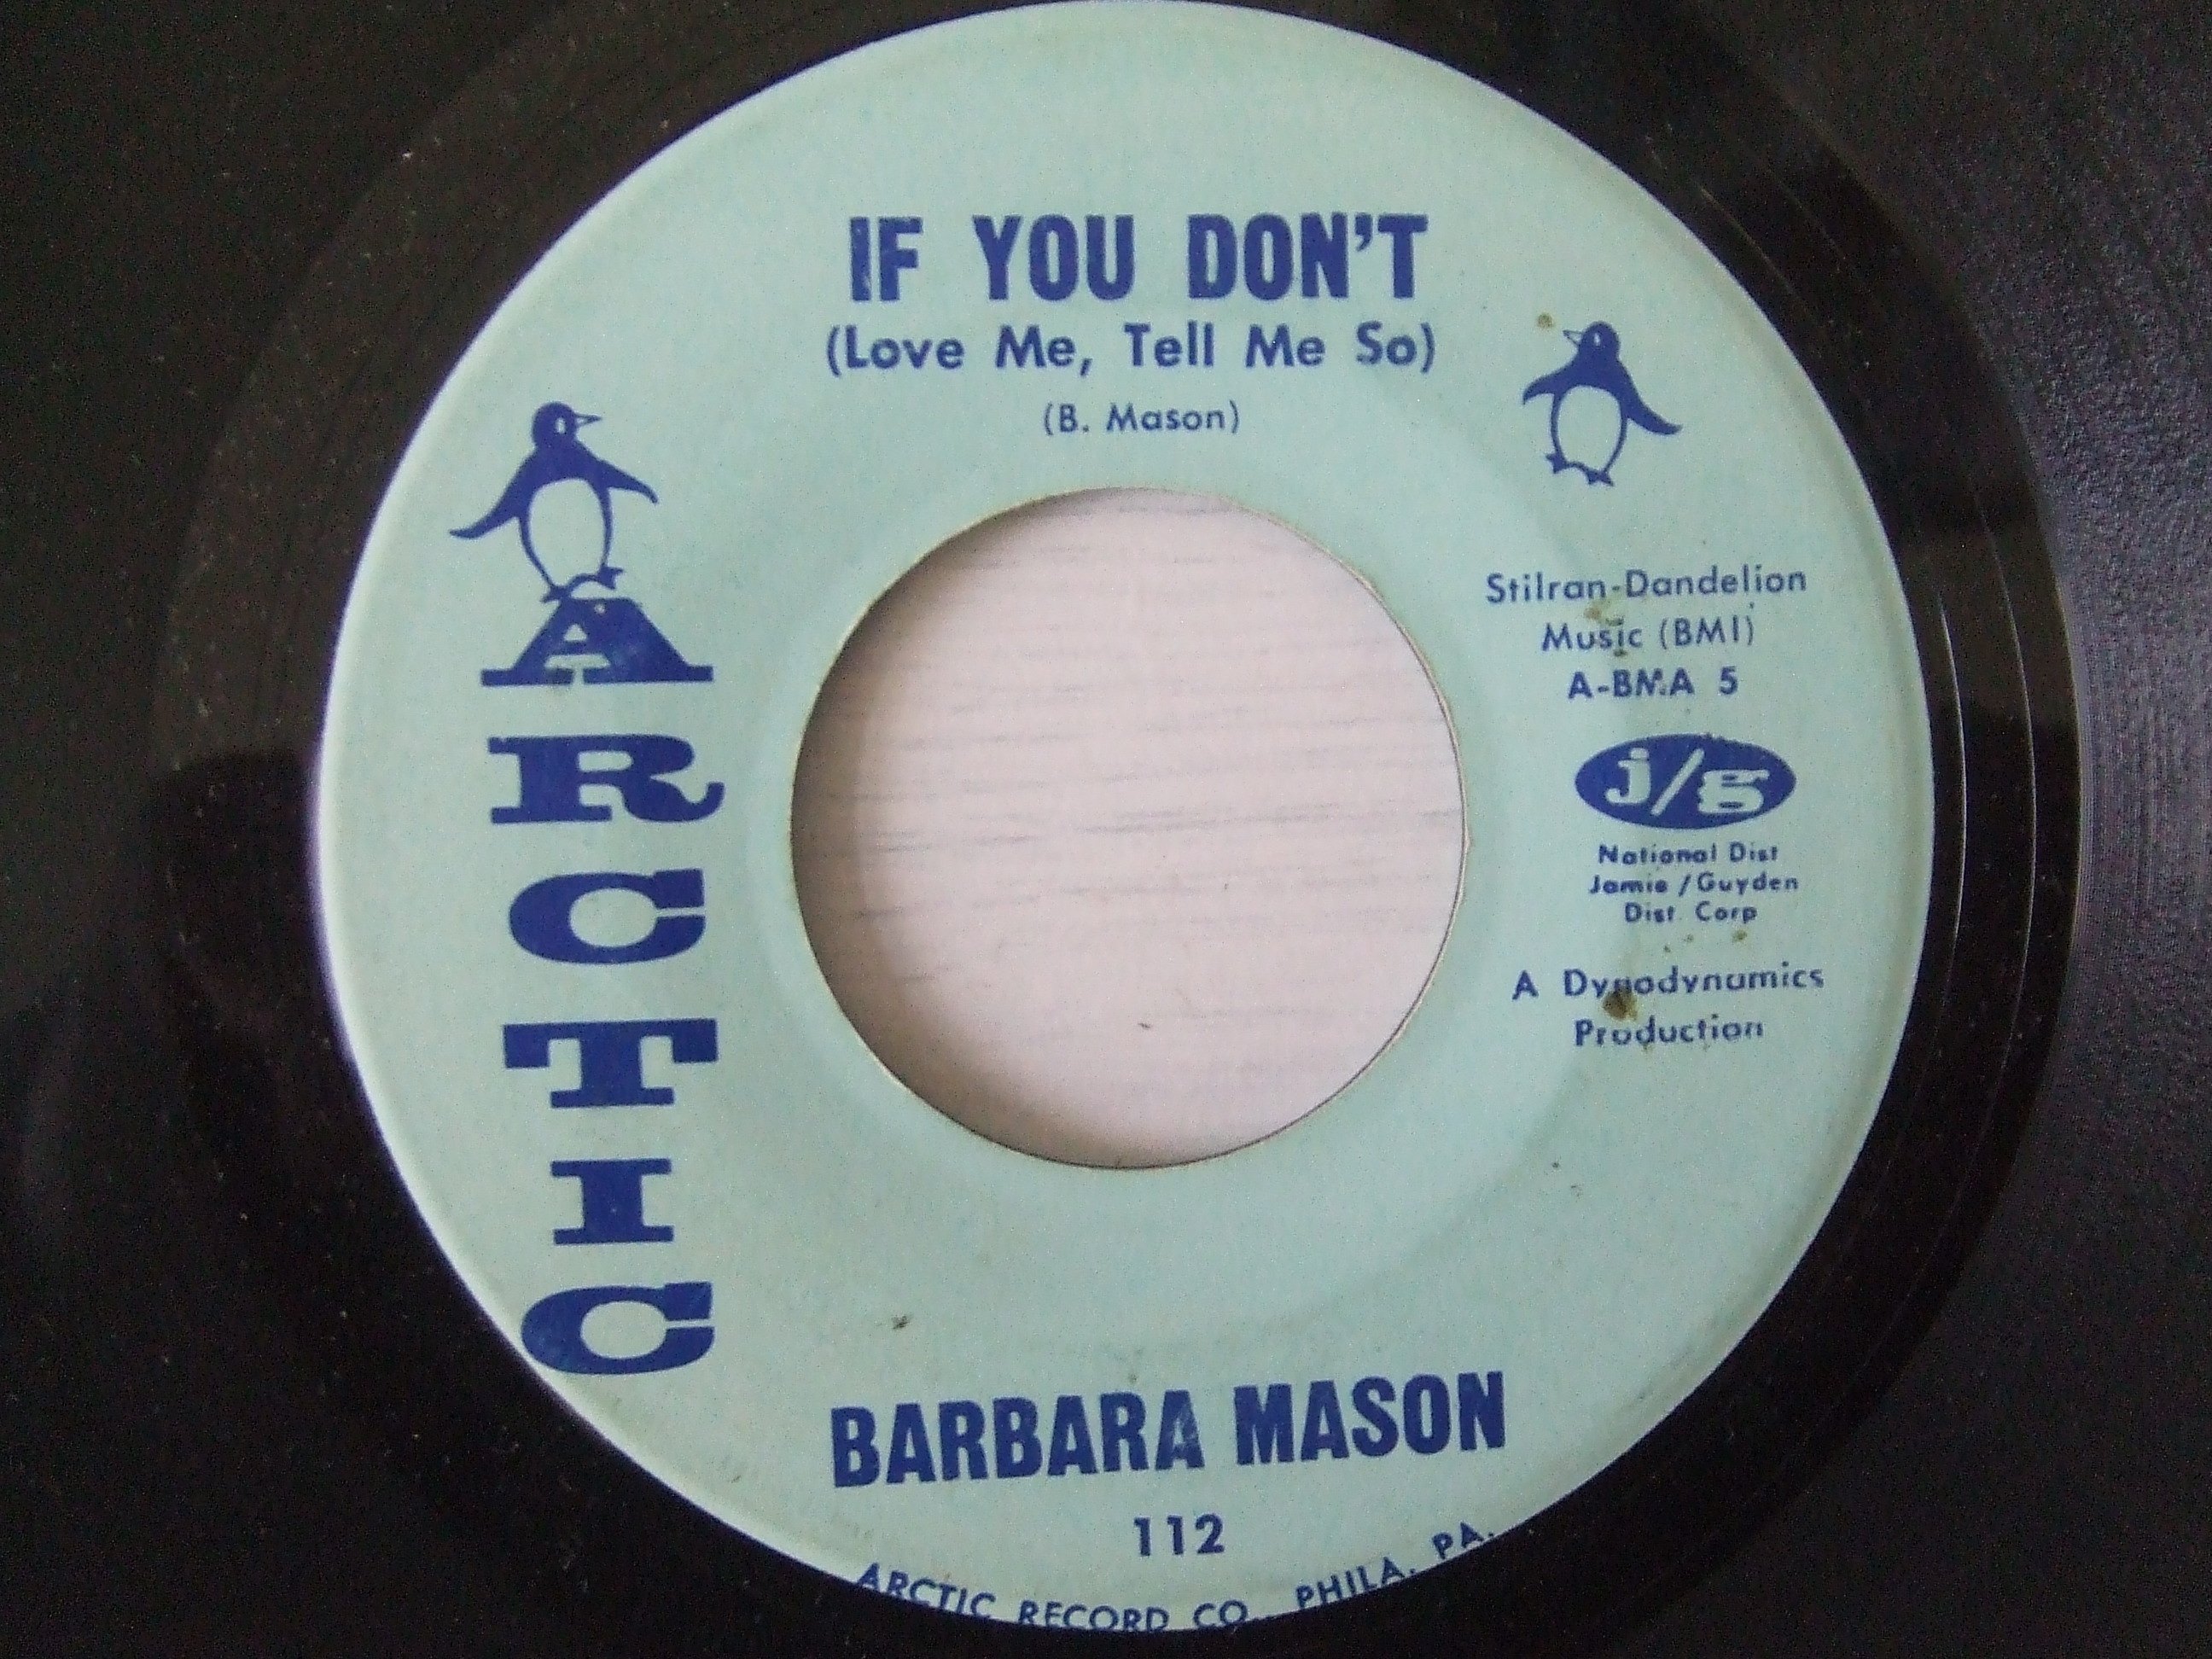 IF YOU DON'T
(Love Me, Tell Me So)
(B. Mason)
ARCTIC
Stilran-Dandelion
Music (BMI)
A-BMA 5
j/g
National Dist
Jamie / Guyden
Dist. Corp
A Dynodynamics
Production
BARBARA MASON
112
ARCTIC RECORD CO., PHILA. PA.